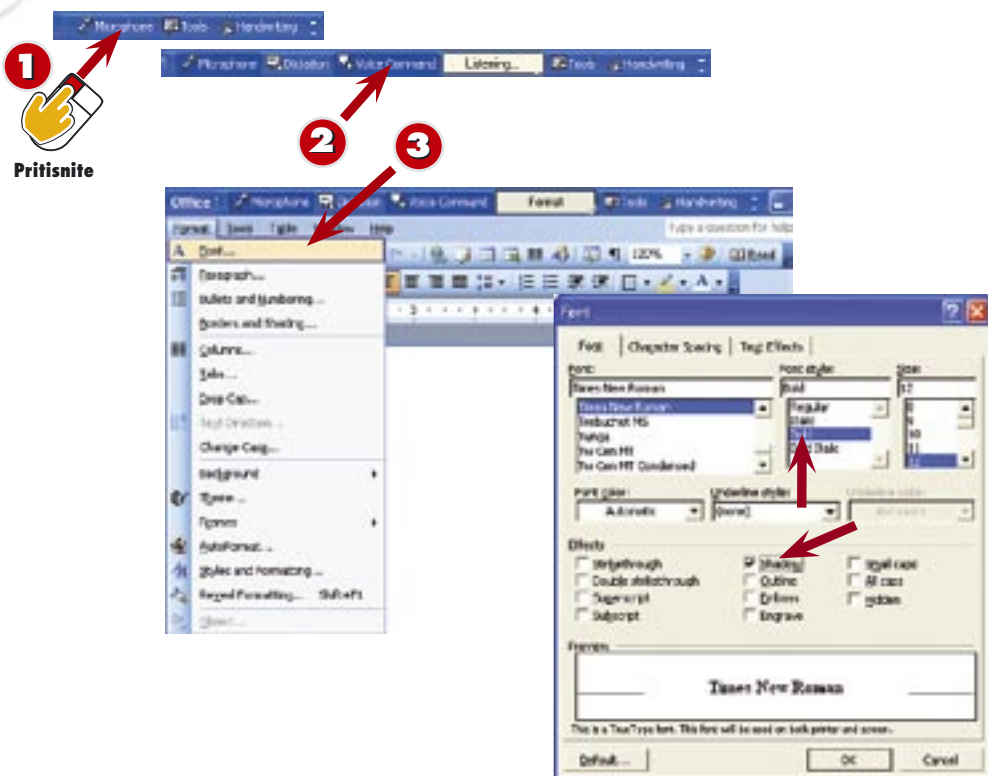 Microphone Tools Handwriting
1
Microphone Dictation Voice Command Listening... Tools Handwriting
2
3
Pritisnite
Office Microphone Dictation Voice Command Format Tools Handwriting
Format Tools Table Window Help Type a question for help
Font...
120% Read
Paragraph...
Bullets and Numbering...
Borders and Shading...
Columns...
Tabs...
Drop Cap...
Text Direction...
Change Case...
Background
Theme...
Frames
AutoFormat...
Styles and Formatting...
Reveal Formatting... Shift+F1
Object...
Font
Font Character Spacing Text Effects
Font: Font style: Size:
Times New Roman Bold 12
Times New Roman Regular 8
Trebuchet MS Italic 9
Tunga Bold 10
Tw Cen MT Bold Italic 11
Tw Cen MT Condensed 12
Font color: Underline style: Underline color:
Automatic (none) Automatic
Effects
Strikethrough Shadow Small caps
Double strikethrough Outline All caps
Superscript Emboss Hidden
Subscript Engrave
Preview
Times New Roman
This is a TrueType font. This font will be used on both printer and screen.
Default... OK Cancel